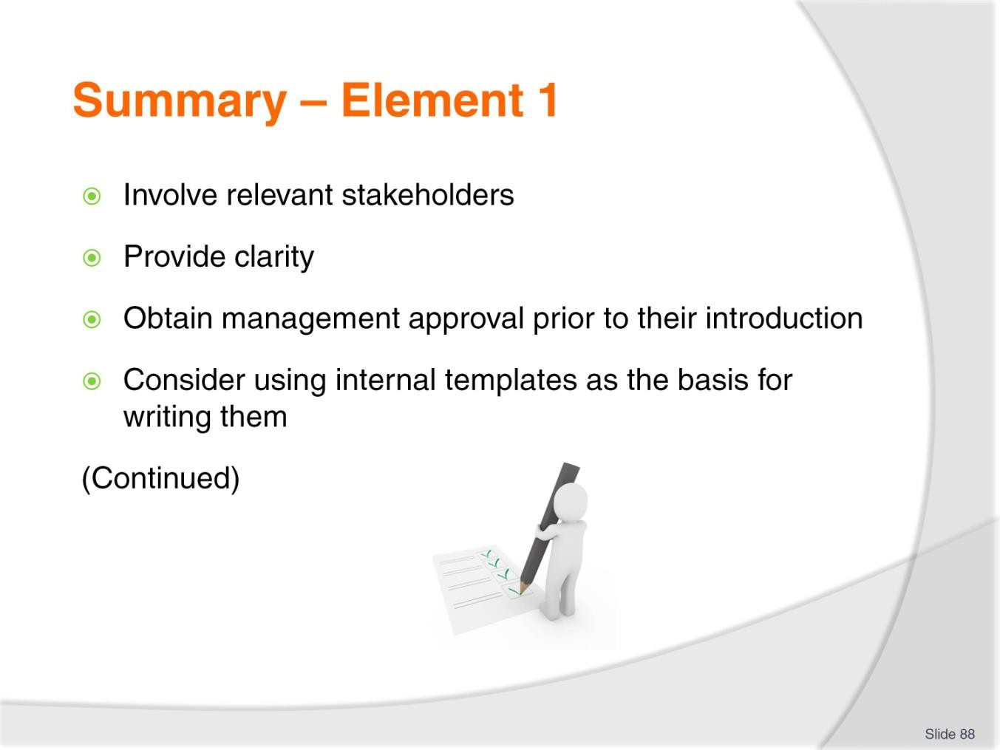 Summary – Element 1
Involve relevant stakeholders
Provide clarity
Obtain management approval prior to their introduction
Consider using internal templates as the basis for
writing them
(Continued)
Slide 88